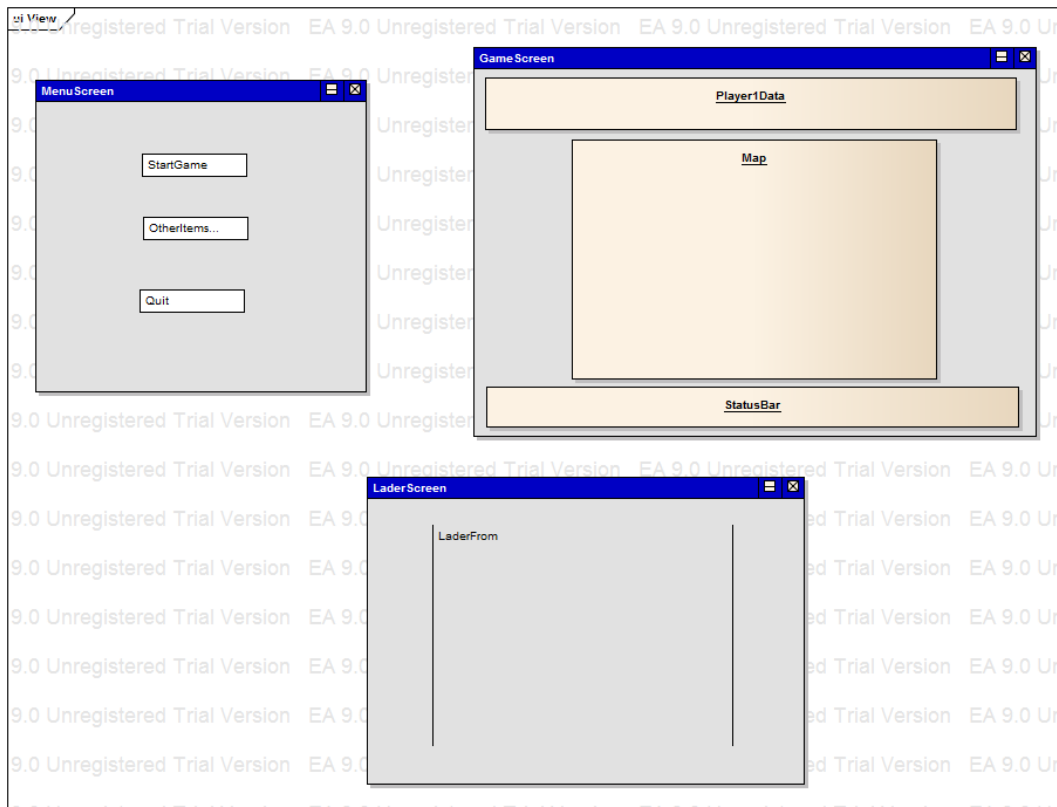 ui View
EA 9.0 Unregistered Trial Version
GameScreen
Player1Data
Map
StatusBar
MenuScreen
StartGame
OtherItems...
Quit
LaderScreen
LaderFrom